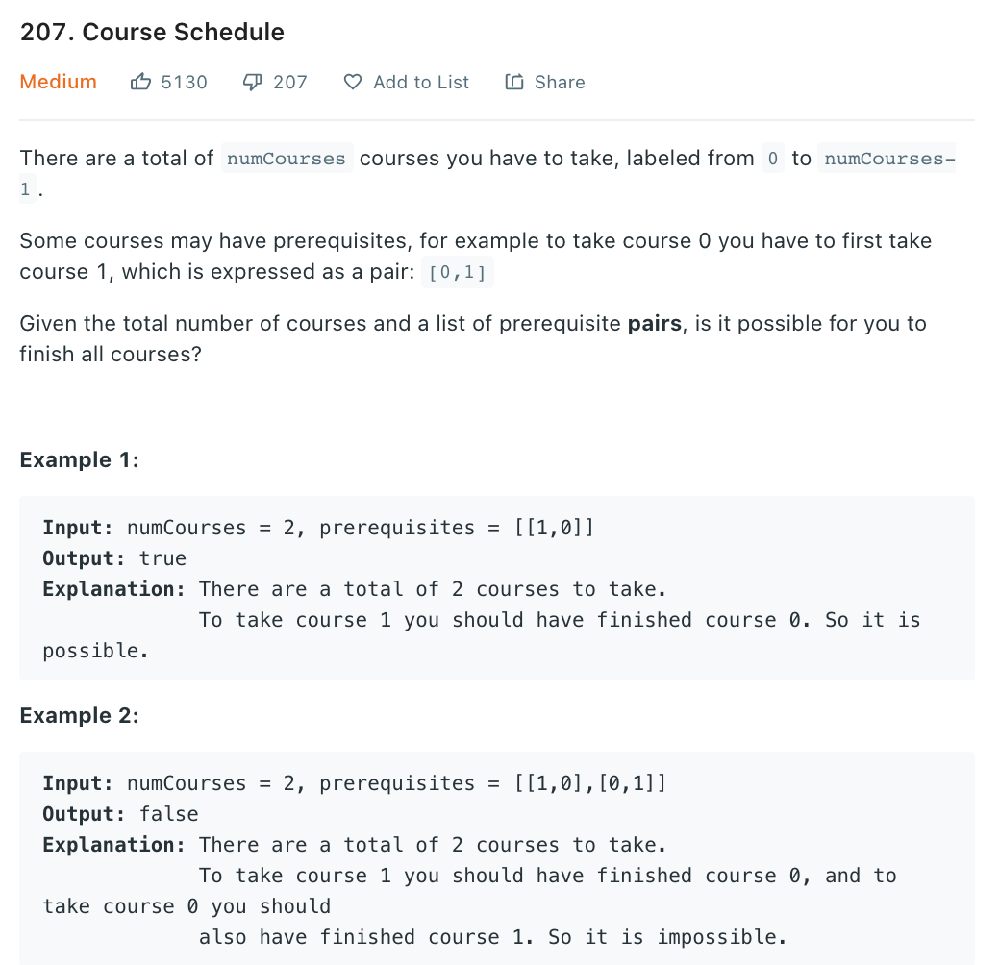 207. Course Schedule
Medium 5130 207 Add to List Share
There are a total of numCourses courses you have to take, labeled from 0 to numCourses-
1 .
Some courses may have prerequisites, for example to take course 0 you have to first take
course 1, which is expressed as a pair: [0,1]
Given the total number of courses and a list of prerequisite pairs, is it possible for you to
finish all courses?
Example 1:
Input: numCourses = 2, prerequisites = [[1,0]]
Output: true
Explanation: There are a total of 2 courses to take.
To take course 1 you should have finished course 0. So it is
possible.
Example 2:
Input: numCourses = 2, prerequisites = [[1,0],[0,1]]
Output: false
Explanation: There are a total of 2 courses to take.
To take course 1 you should have finished course 0, and to
take course 0 you should
also have finished course 1. So it is impossible.